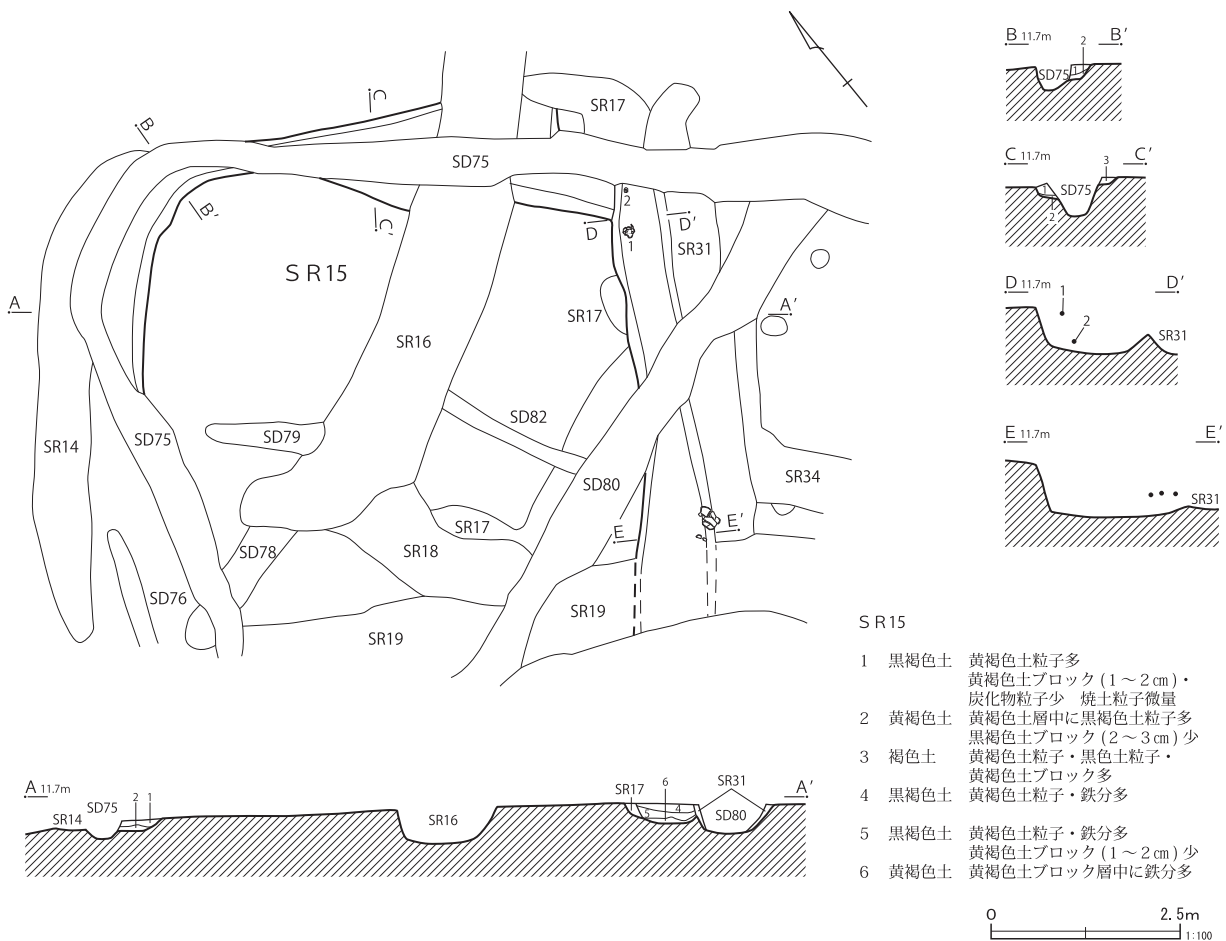 B 11.7m
B'
2
SD75
1
C 11.7m
C'
3
1
SD75
2
D 11.7m
D'
1
2
SR31
E 11.7m
E'
SR31
C
B
SR17
SD75
B'
C'
2
D
D'
1
SR31
SR15
A
A'
SR17
SR16
SD82
SD79
SD75
SR14
SR34
SD80
SR17
E
E'
SD78
SR18
SD76
SR19
SR19
A 11.7m
A'
SR14
SD75
2
1
SR16
SR17
6
5
4
SR31
SD80
SR15
1 黒褐色土 黄褐色土粒子多
黄褐色土ブロック(1～2㎝)・
炭化物粒子少 焼土粒子微量
2 黄褐色土 黄褐色土層中に黒褐色土粒子多
黒褐色土ブロック(2～3㎝)少
3 褐色土 黄褐色土粒子・黒色土粒子・
黄褐色土ブロック多
4 黒褐色土 黄褐色土粒子・鉄分多
5 黒褐色土 黄褐色土粒子・鉄分多
黄褐色土ブロック(1～2㎝)少
6 黄褐色土 黄褐色土ブロック層中に鉄分多
0
2.5m
1:100